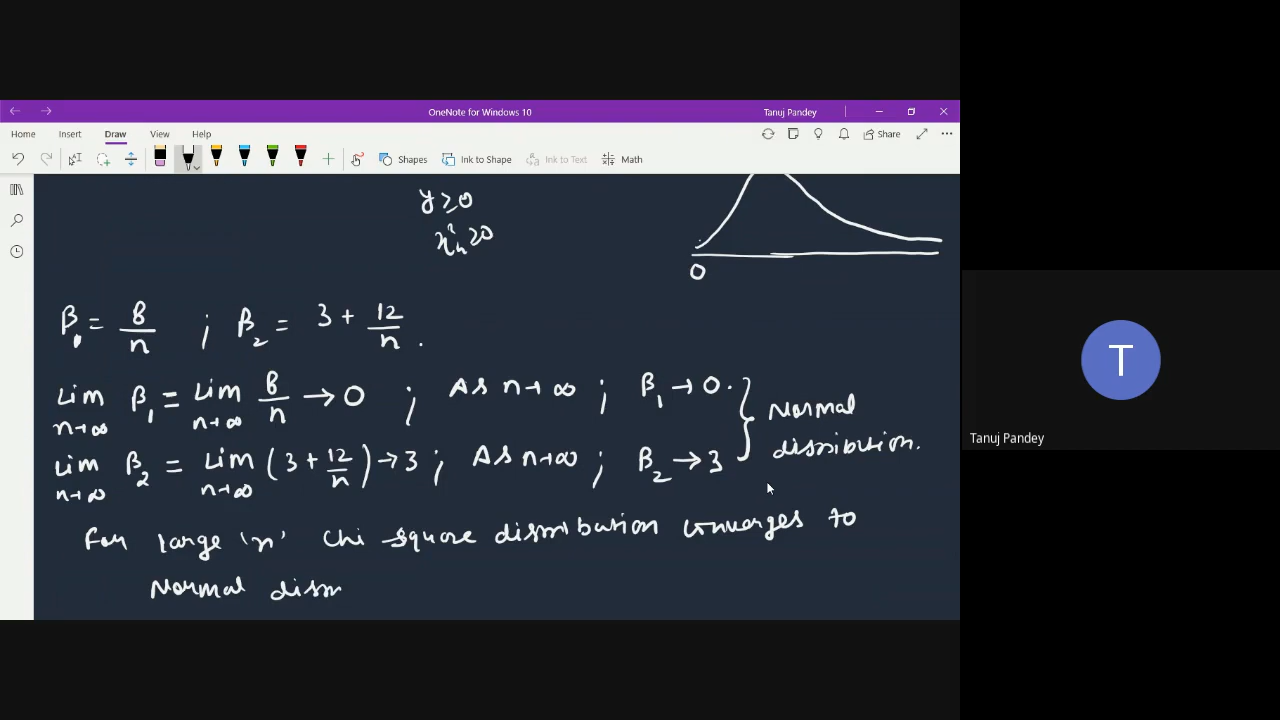 OneNote for Windows 10
Tanuj Pandey
Home Insert Draw View Help
Share
Shapes Ink to Shape Ink to Text Math
y ≥ 0
χ²ₙ ≥ 0
0
β₁ = 8/n ; β₂ = 3 + 12/n .
Lim n→∞ β₁ = Lim n→∞ 8/n → 0 ; As n→∞ ; β₁ → 0 .
Normal
distribution.
Lim n→∞ β₂ = Lim n→∞ (3 + 12/n) → 3 ; As n→∞ ; β₂ → 3
For large 'n' Chi square distribution converges to
Normal distr
T
Tanuj Pandey